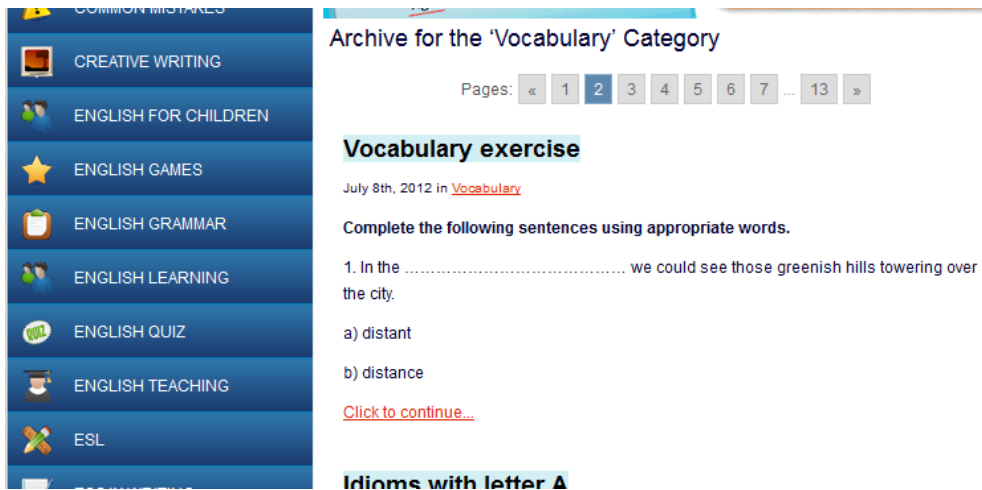 COMMON MISTAKES
CREATIVE WRITING
ENGLISH FOR CHILDREN
ENGLISH GAMES
ENGLISH GRAMMAR
ENGLISH LEARNING
QUIZ
ENGLISH QUIZ
ENGLISH TEACHING
ESL
Archive for the ‘Vocabulary’ Category
Pages: « 1 2 3 4 5 6 7 ... 13 »
Vocabulary exercise
July 8th, 2012 in Vocabulary
Complete the following sentences using appropriate words.
1. In the …………………………………. we could see those greenish hills towering over
the city.
a) distant
b) distance
Click to continue...
Idioms with letter A